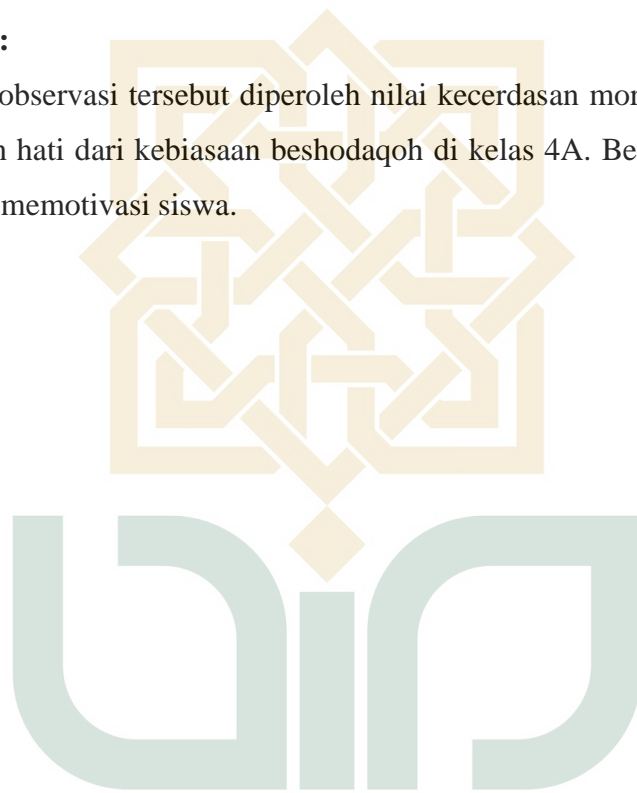 :
observasi tersebut diperoleh nilai kecerdasan mor
n hati dari kebiasaan beshodaqoh di kelas 4A. Be
memotivasi siswa.